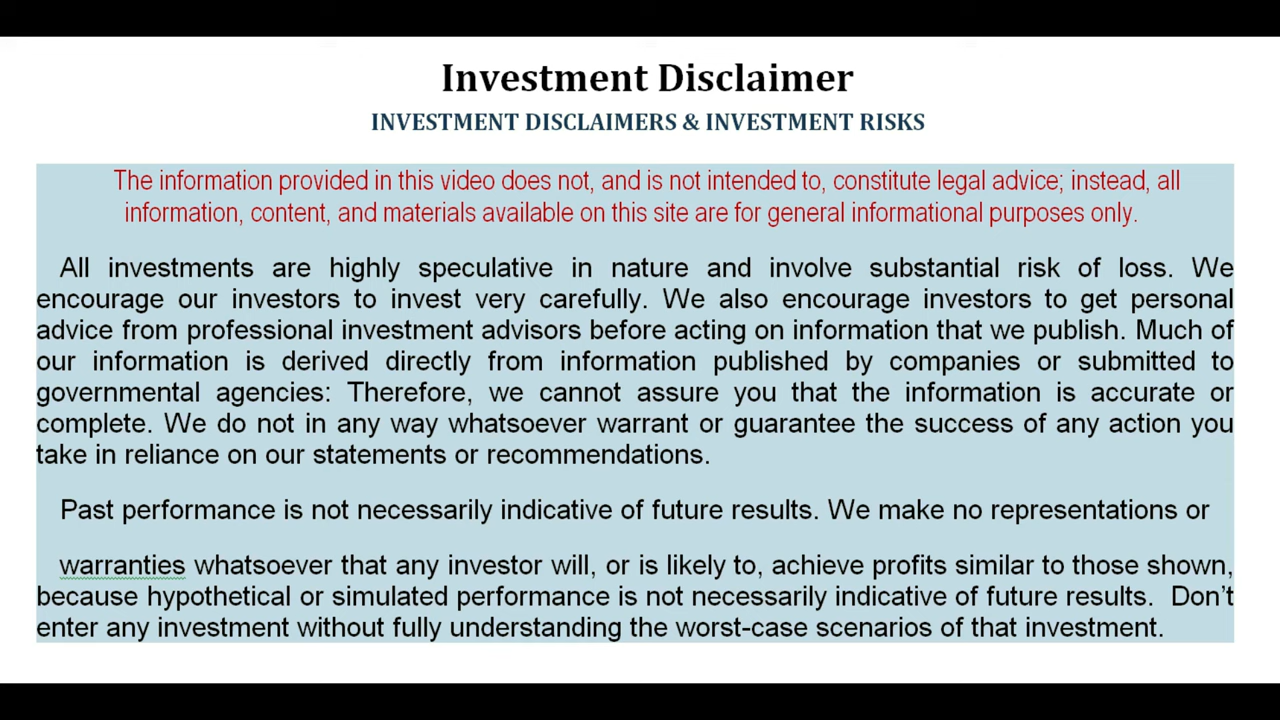 Investment Disclaimer
INVESTMENT DISCLAIMERS & INVESTMENT RISKS
The information provided in this video does not, and is not intended to, constitute legal advice; instead, all
information, content, and materials available on this site are for general informational purposes only.
All investments are highly speculative in nature and involve substantial risk of loss. We
encourage our investors to invest very carefully. We also encourage investors to get personal
advice from professional investment advisors before acting on information that we publish. Much of
our information is derived directly from information published by companies or submitted to
governmental agencies: Therefore, we cannot assure you that the information is accurate or
complete. We do not in any way whatsoever warrant or guarantee the success of any action you
take in reliance on our statements or recommendations.
Past performance is not necessarily indicative of future results. We make no representations or
warranties whatsoever that any investor will, or is likely to, achieve profits similar to those shown,
because hypothetical or simulated performance is not necessarily indicative of future results. Don’t
enter any investment without fully understanding the worst-case scenarios of that investment.